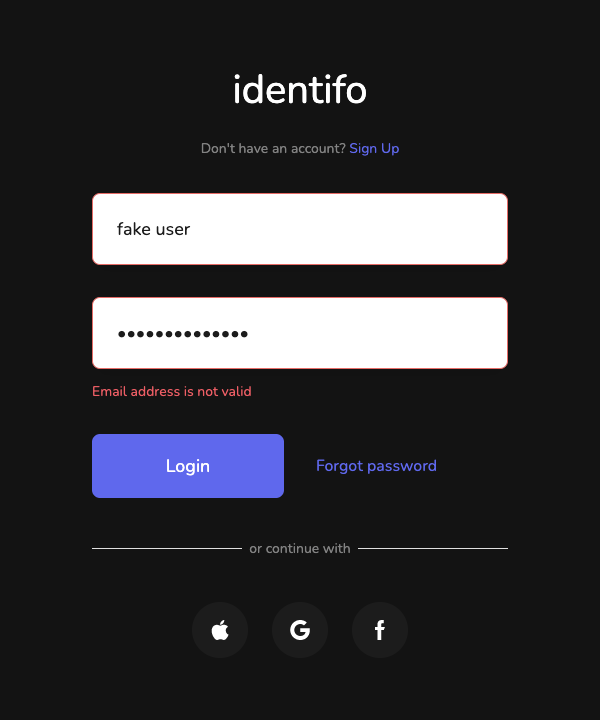 identifo
Don't have an account? Sign Up
fake user
••••••••••••••
Email address is not valid
Login
Forgot password
or continue with